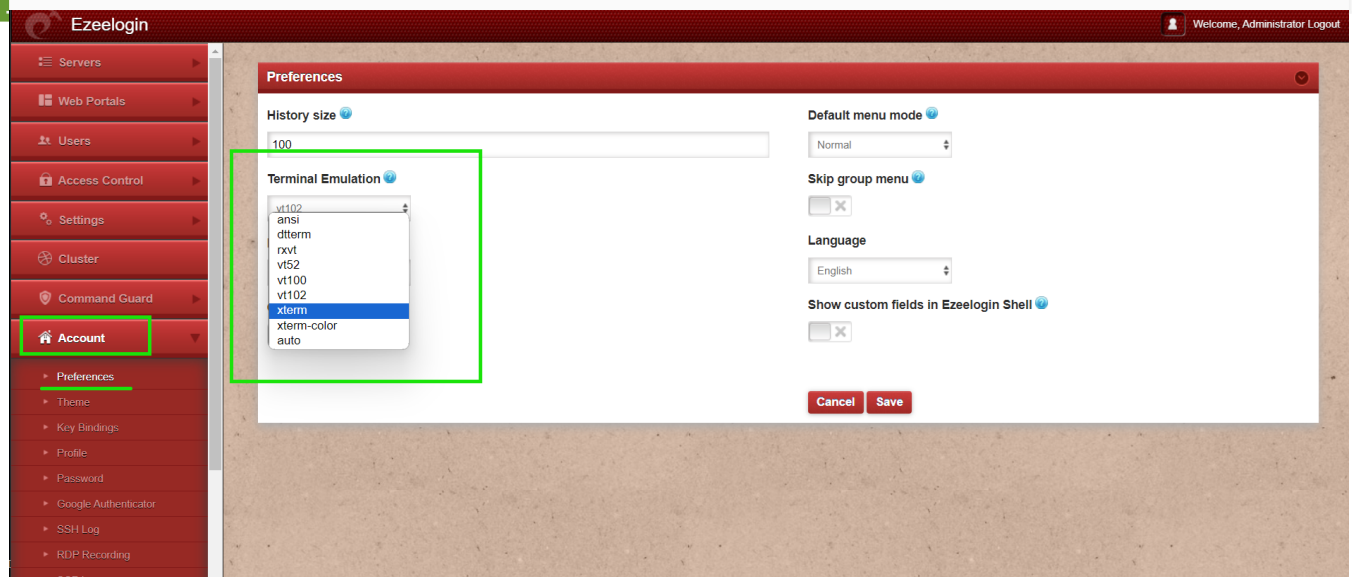 Ezeelogin
Welcome, Administrator Logout
Servers
Web Portals
Users
Access Control
Settings
Cluster
Command Guard
Account
Preferences
Theme
Key Bindings
Profile
Password
Google Authenticator
SSH Log
RDP Recording
Preferences
History size
100
Terminal Emulation
vt102
ansi
dtterm
rxvt
vt52
vt100
vt102
xterm
xterm-color
auto
Default menu mode
Normal
Skip group menu
Language
English
Show custom fields in Ezeelogin Shell
Cancel Save